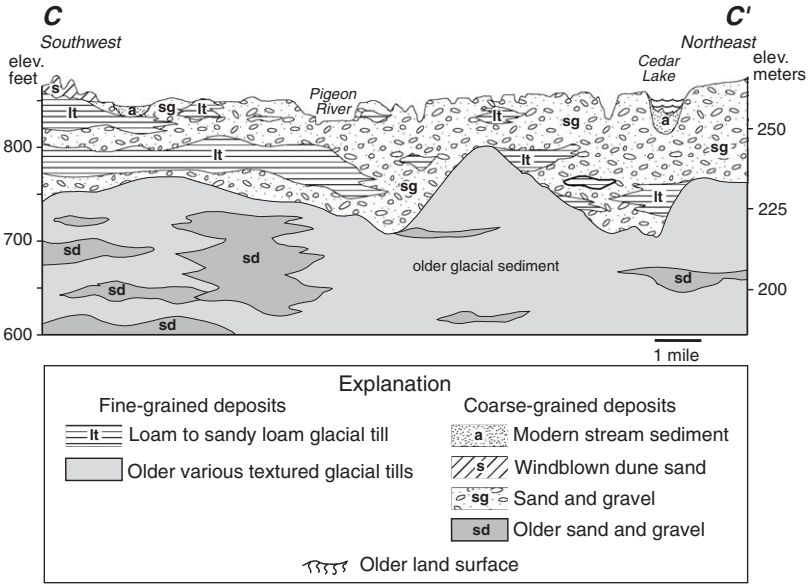 C
C'
Southwest
Northeast
elev.
feet
elev.
meters
Cedar
Lake
Pigeon
River
s
lt
a
sg
lt
lt
sg
a
250
800
lt
lt
sg
sg
lt
225
700
sd
sd
older glacial sediment
sd
sd
200
sd
600
1 mile
Explanation
Fine-grained deposits
Coarse-grained deposits
lt Loam to sandy loam glacial till
Older various textured glacial tills
a Modern stream sediment
s Windblown dune sand
sg Sand and gravel
sd Older sand and gravel
Older land surface